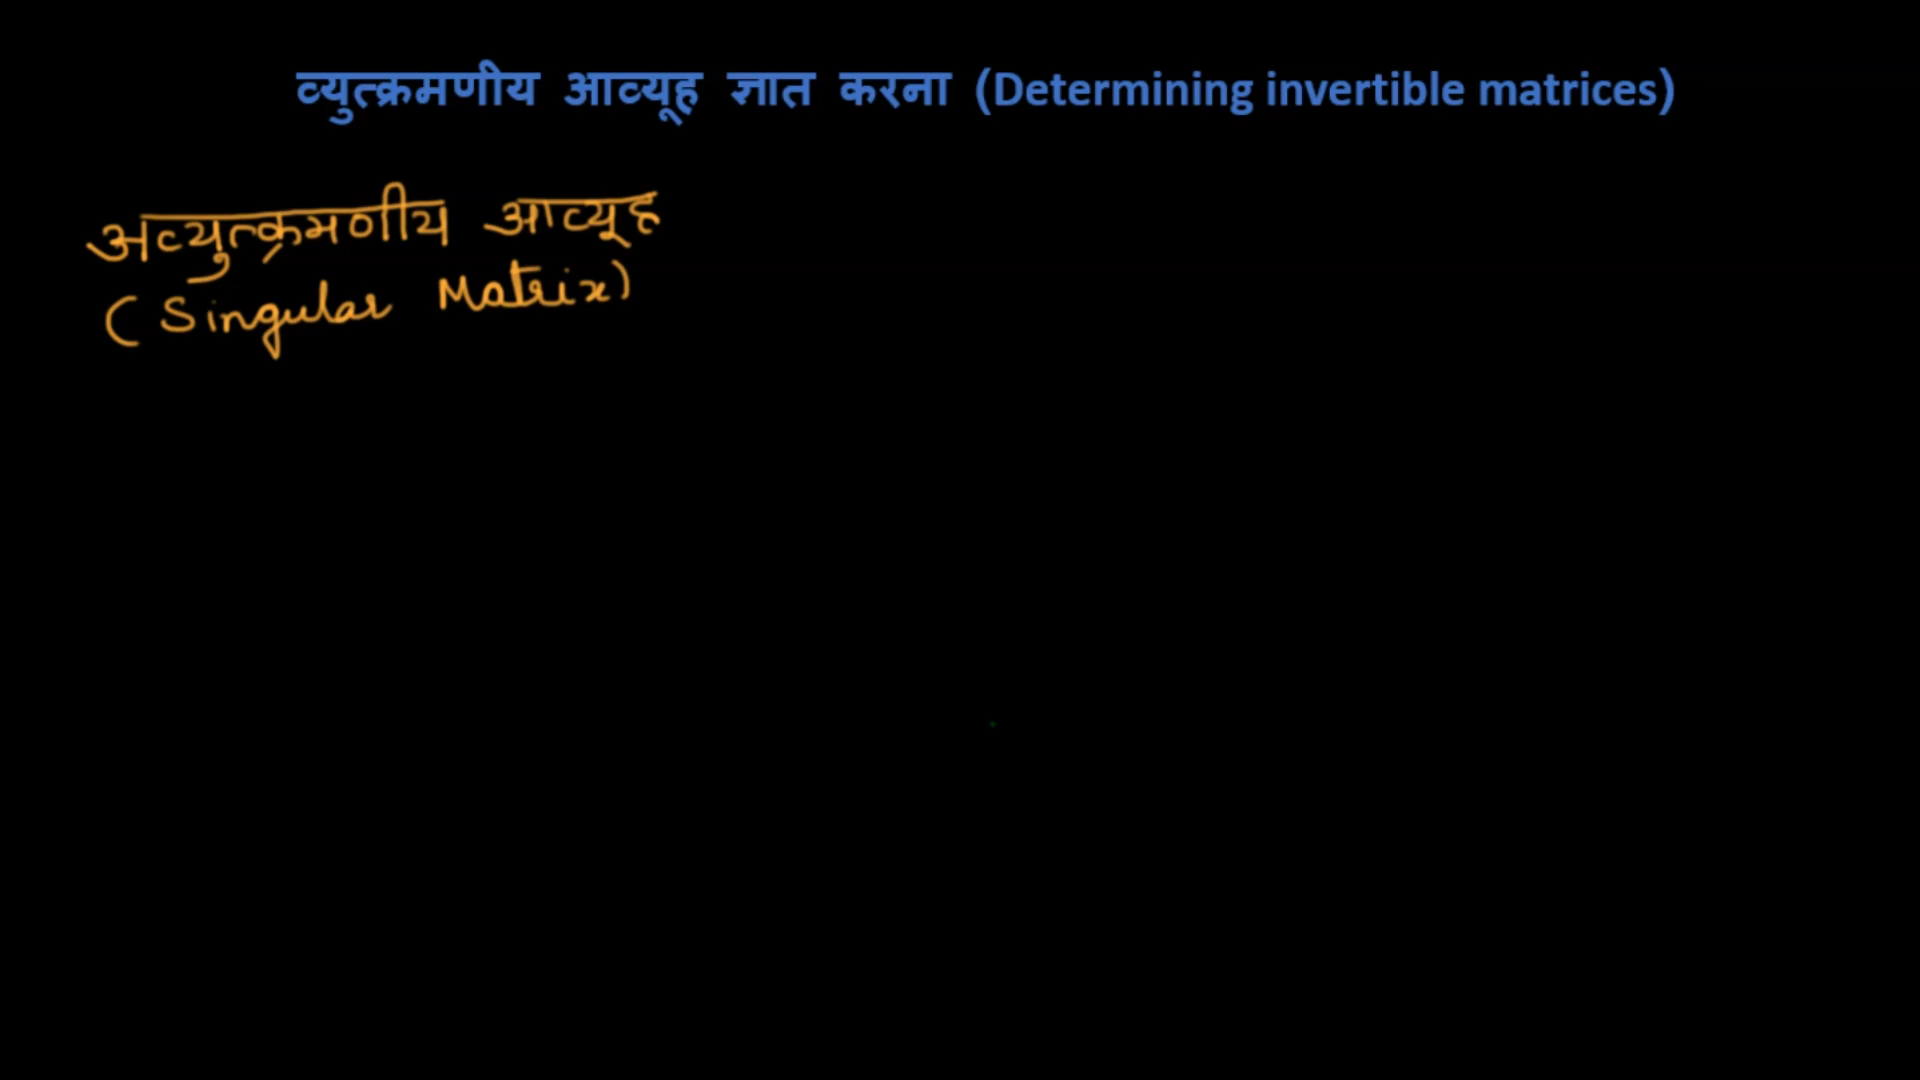 व्युत्क्रमणीय आव्यूह ज्ञात करना (Determining invertible matrices)
अव्युत्क्रमणीय आव्यूह
(Singular Matrix)